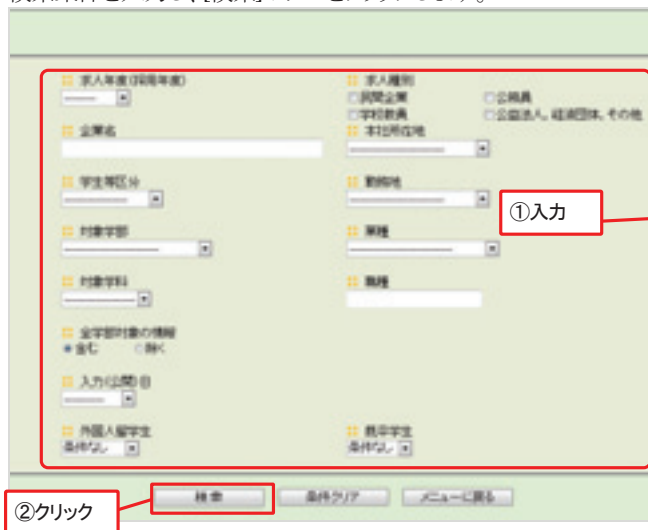 求人年度(採用年度)
求人種別
□民間企業 □公務員
□学校教員 □公益法人，経済団体，その他
企業名
本社所在地
学生等区分
勤務地
①入力
対象学部
業種
対象学科
職種
全学部対象の情報
含む 除く
入力(公開)日
外国人留学生
既卒学生
条件なし
条件なし
②クリック
検索 条件クリア メニューに戻る